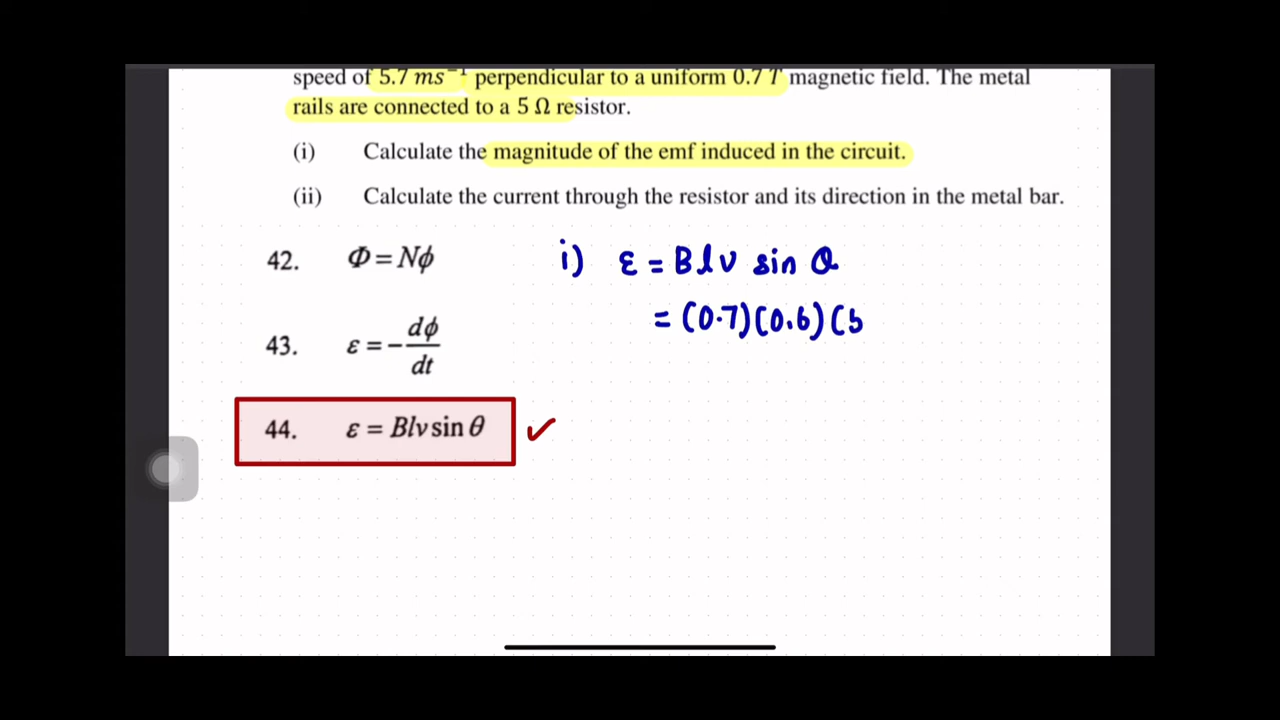 speed of 5.7 ms⁻¹ perpendicular to a uniform 0.7 T magnetic field. The metal
rails are connected to a 5 Ω resistor.
(i) Calculate the magnitude of the emf induced in the circuit.
(ii) Calculate the current through the resistor and its direction in the metal bar.
42. Φ = Nϕ
i) ε = Blv sin θ
= (0.7)(0.6)(5
43. ε = -dϕ/dt
44. ε = Blv sin θ ✓